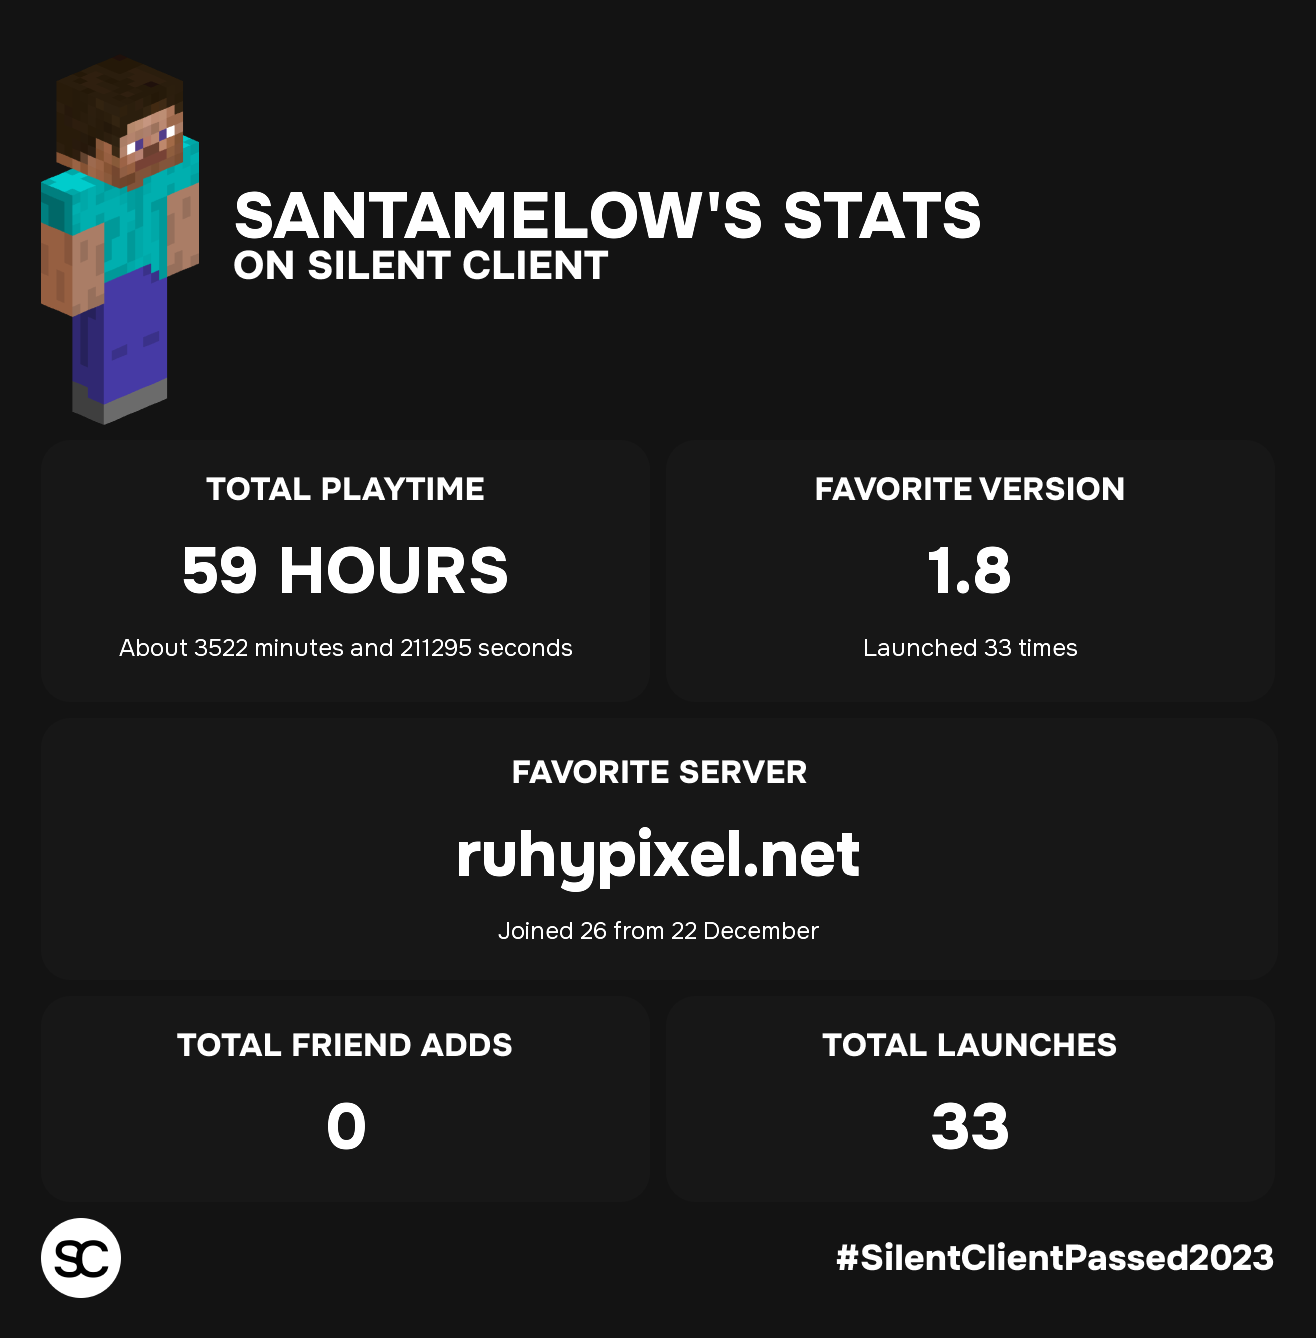 SANTAMELOW'S STATS
ON SILENT CLIENT
TOTAL PLAYTIME
59 HOURS
About 3522 minutes and 211295 seconds
FAVORITE VERSION
1.8
Launched 33 times
FAVORITE SERVER
ruhypixel.net
Joined 26 from 22 December
TOTAL FRIEND ADDS
0
TOTAL LAUNCHES
33
SC
#SilentClientPassed2023